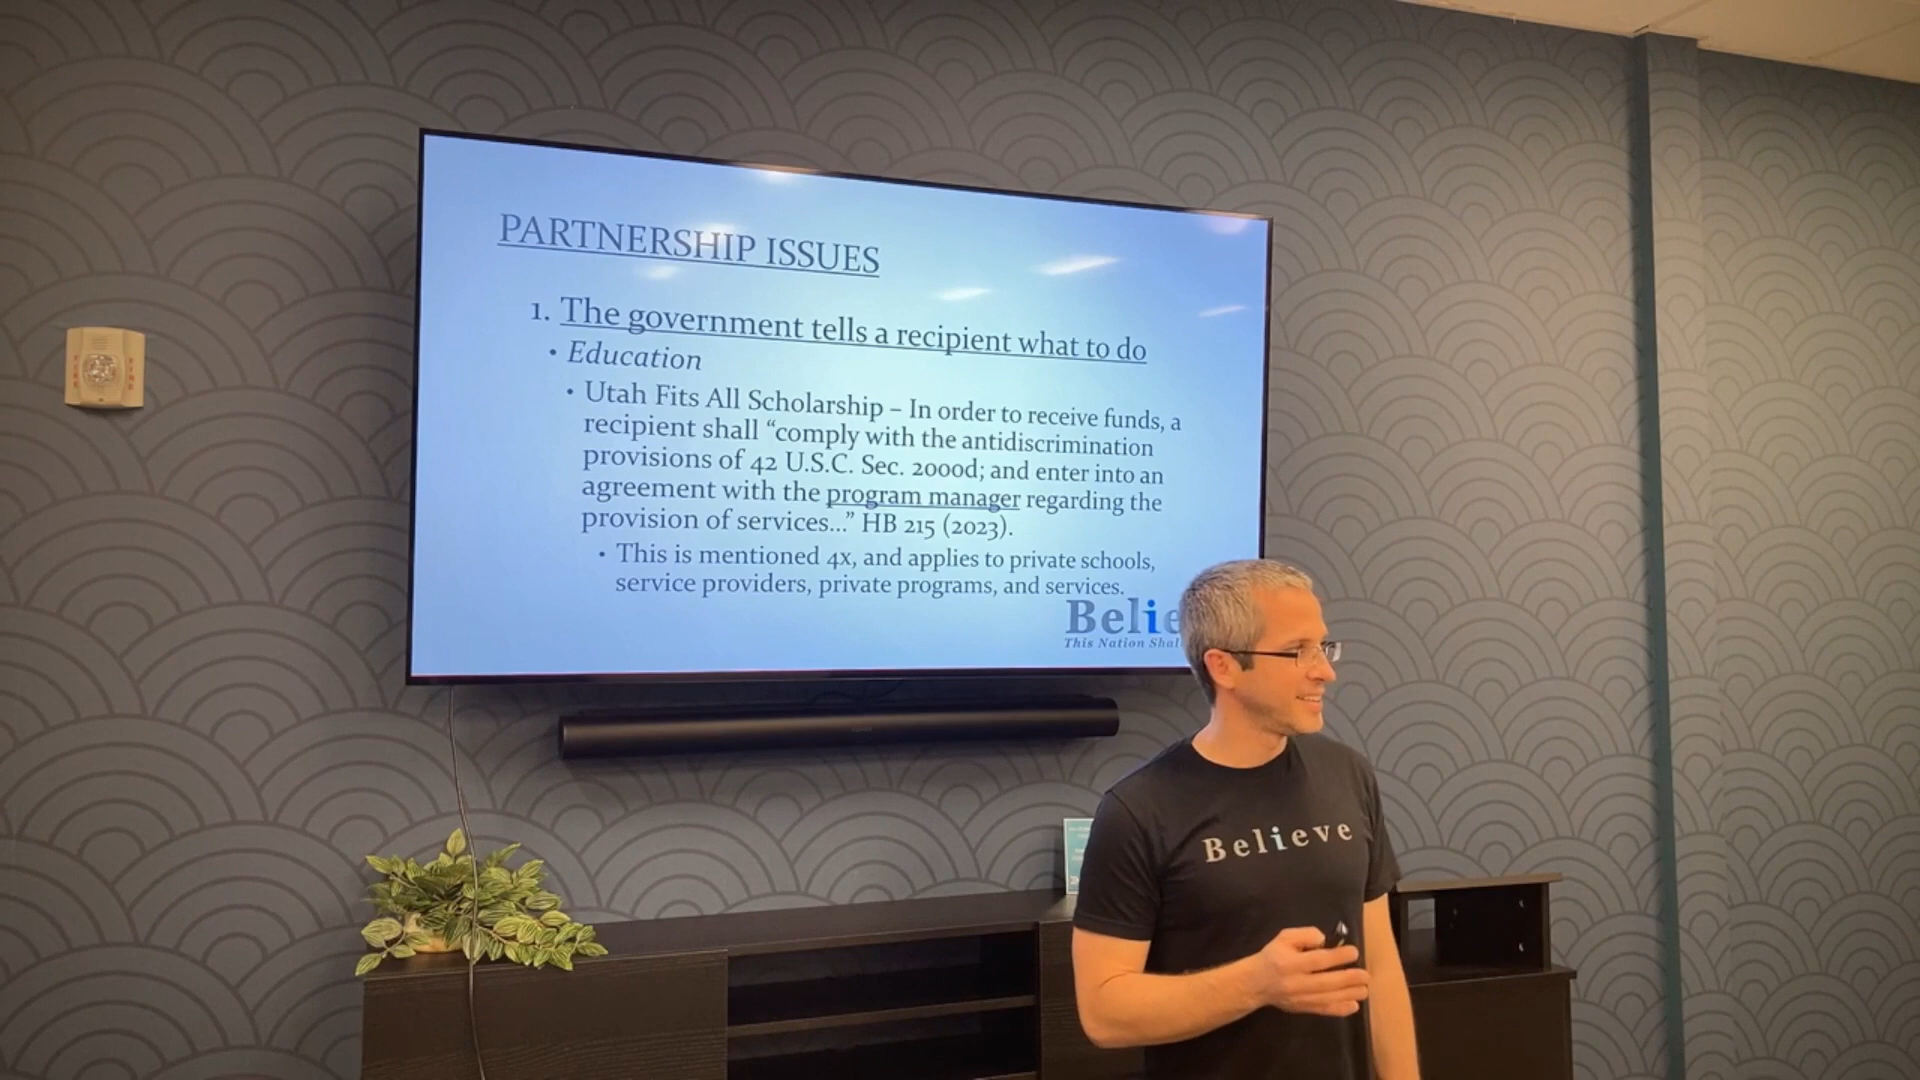 PARTNERSHIP ISSUES
1. The government tells a recipient what to do
• Education
• Utah Fits All Scholarship – In order to receive funds, a
recipient shall “comply with the antidiscrimination
provisions of 42 U.S.C. Sec. 2000d; and enter into an
agreement with the program manager regarding the
provision of services…” HB 215 (2023).
• This is mentioned 4x, and applies to private schools,
service providers, private programs, and services.
Belie
This Nation Shal
Believe
FIRE
FIRE